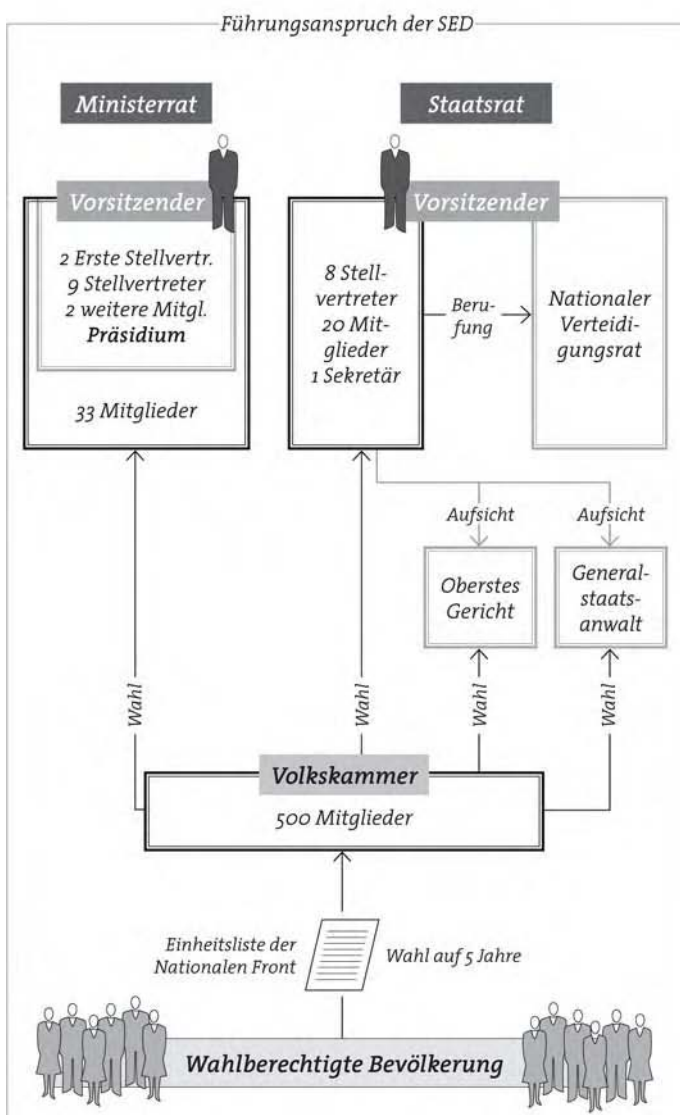 Führungsanspruch der SED
Ministerrat
Staatsrat
Vorsitzender
2 Erste Stellvertr.
9 Stellvertreter
2 weitere Mitgl.
Präsidium
33 Mitglieder
Vorsitzender
8 Stell-
vertreter
20 Mit-
glieder
1 Sekretär
Beru-
fung
Nationaler
Verteidi-
gungsrat
Aufsicht
Aufsicht
Oberstes
Gericht
General-
staats-
anwalt
Wahl
Wahl
Wahl
Wahl
Volkskammer
500 Mitglieder
Einheitsliste der
Nationalen Front
Wahl auf 5 Jahre
Wahlberechtigte Bevölkerung